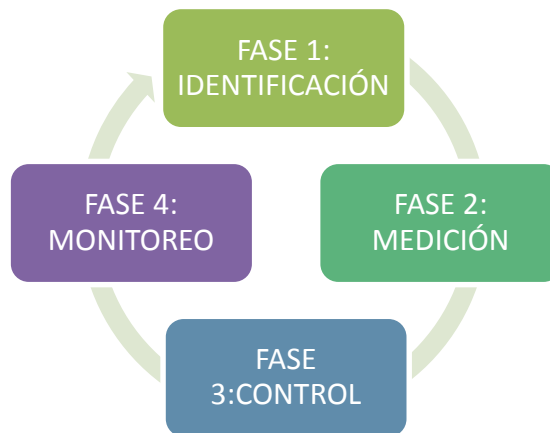 FASE 1:
IDENTIFICACIÓN
FASE 2:
MEDICIÓN
FASE
3:CONTROL
FASE 4:
MONITOREO